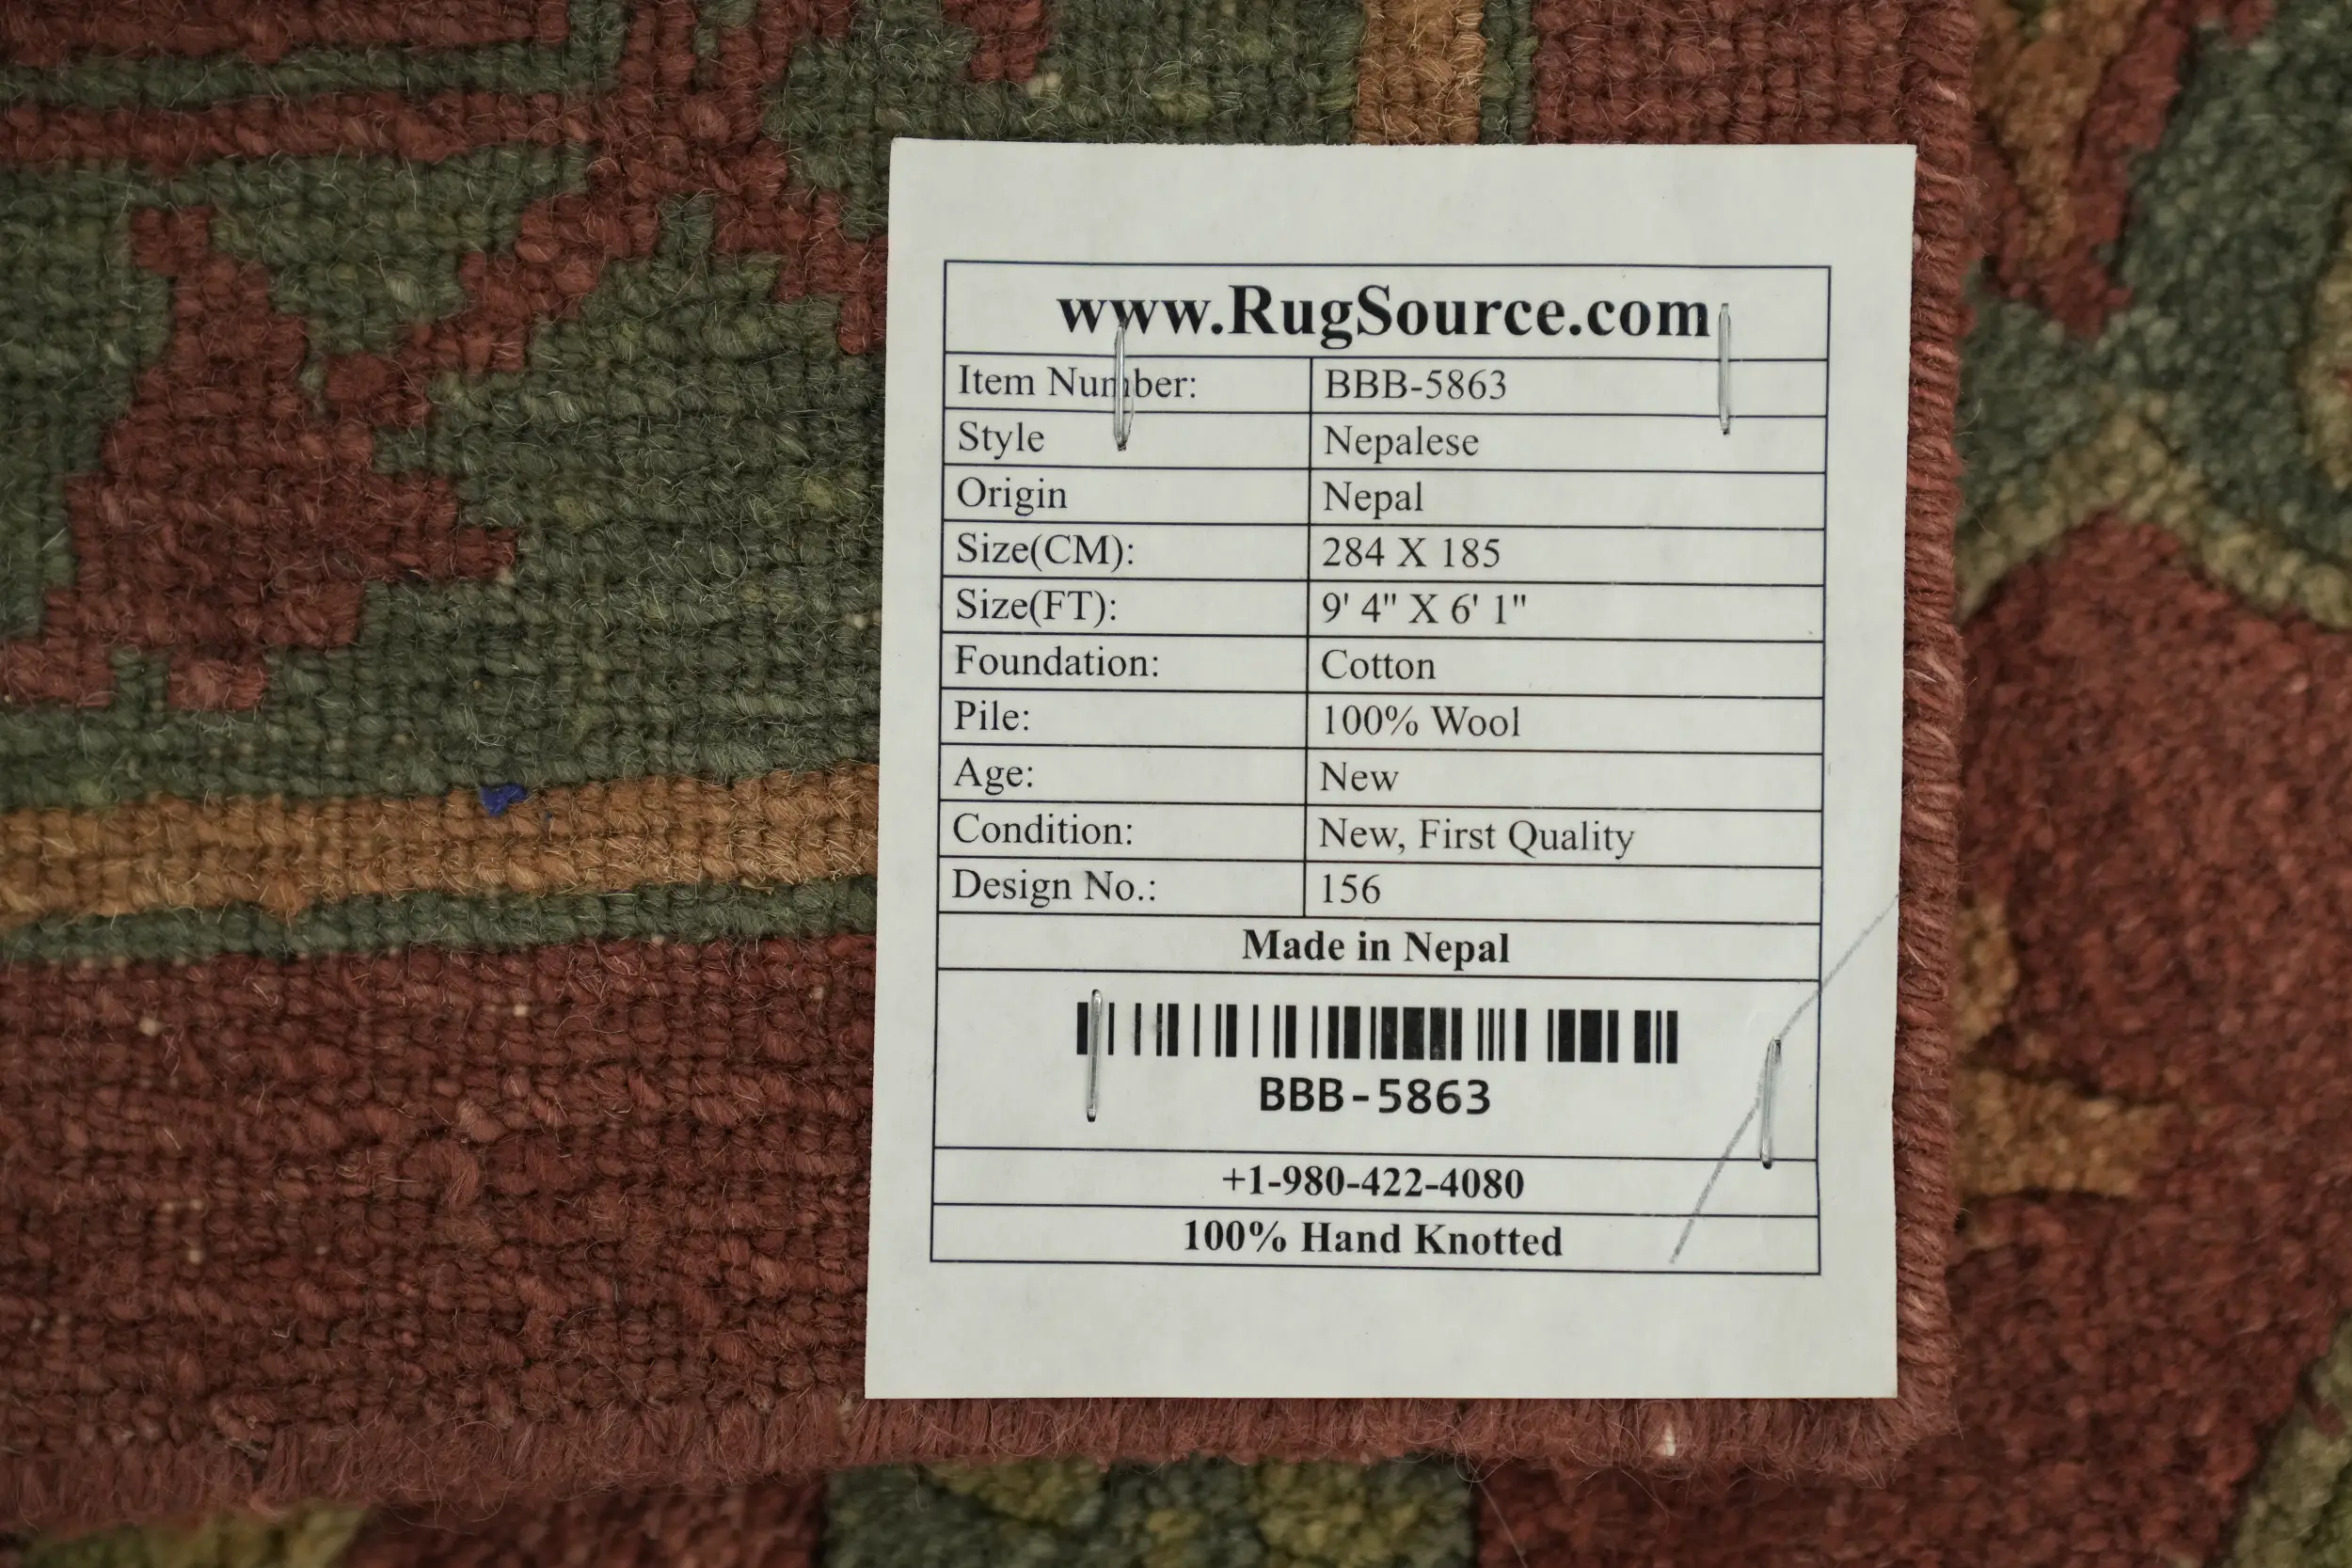 www.RugSource.com
Item Number: BBB-5863
Style Nepalese
Origin Nepal
Size(CM): 284 X 185
Size(FT): 9' 4" X 6' 1"
Foundation: Cotton
Pile: 100% Wool
Age: New
Condition: New, First Quality
Design No.: 156
Made in Nepal
BBB-5863
+1-980-422-4080
100% Hand Knotted